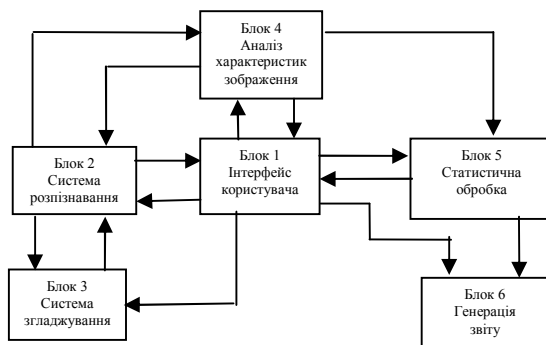 Блок 4
Аналіз
характеристик
зображення
Блок 2
Система
розпізнавання
Блок 1
Інтерфейс
користувача
Блок 5
Статистична
обробка
Блок 3
Система
згладжування
Блок 6
Генерація
звіту